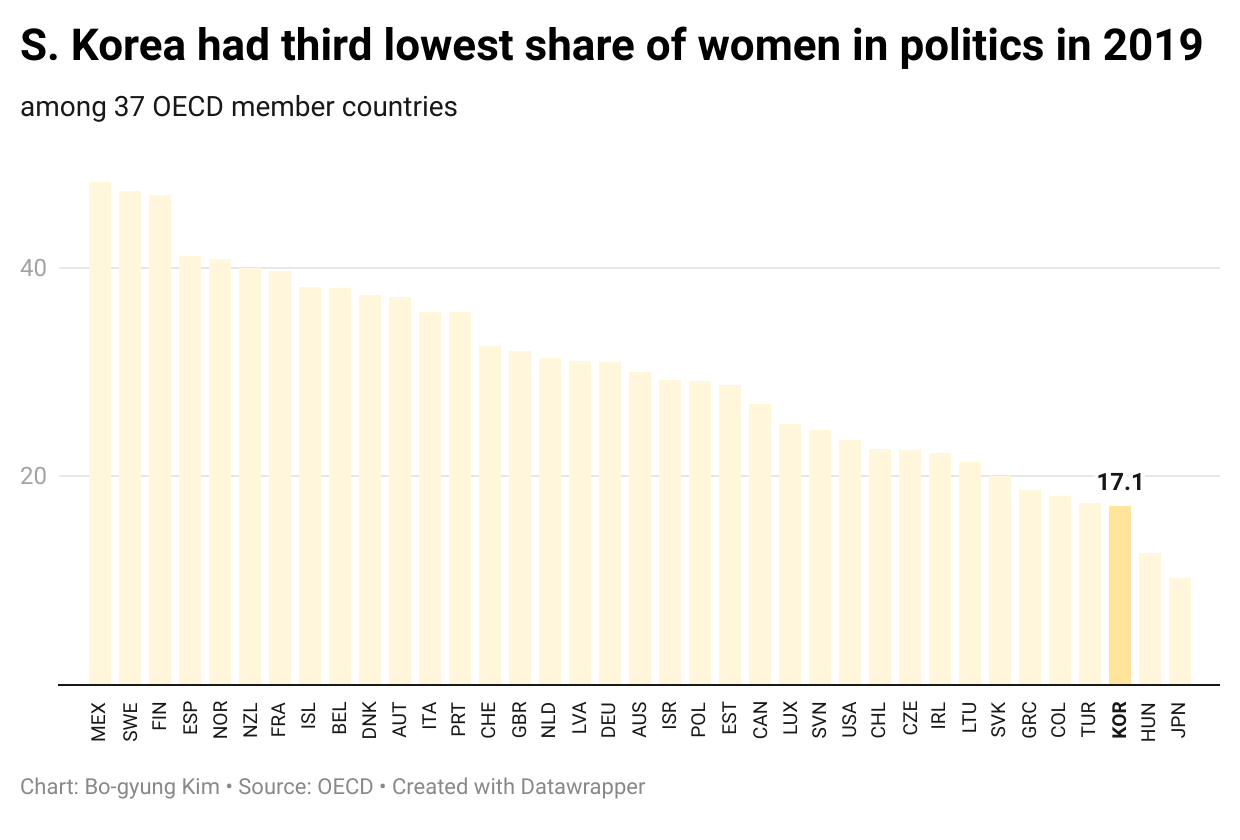 S. Korea had third lowest share of women in politics in 2019
among 37 OECD member countries
40
20
17.1
MEX
SWE
FIN
ESP
NOR
NZL
FRA
ISL
BEL
DNK
AUT
ITA
PRT
CHE
GBR
NLD
LVA
DEU
AUS
ISR
POL
EST
CAN
LUX
SVN
USA
CHL
CZE
IRL
LTU
SVK
GRC
COL
TUR
KOR
HUN
JPN
Chart: Bo-gyung Kim • Source: OECD • Created with Datawrapper